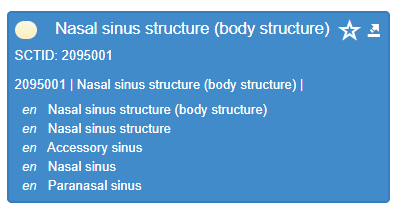 Nasal sinus structure (body structure)
SCTID: 2095001
2095001 | Nasal sinus structure (body structure) |
en Nasal sinus structure (body structure)
en Nasal sinus structure
en Accessory sinus
en Nasal sinus
en Paranasal sinus